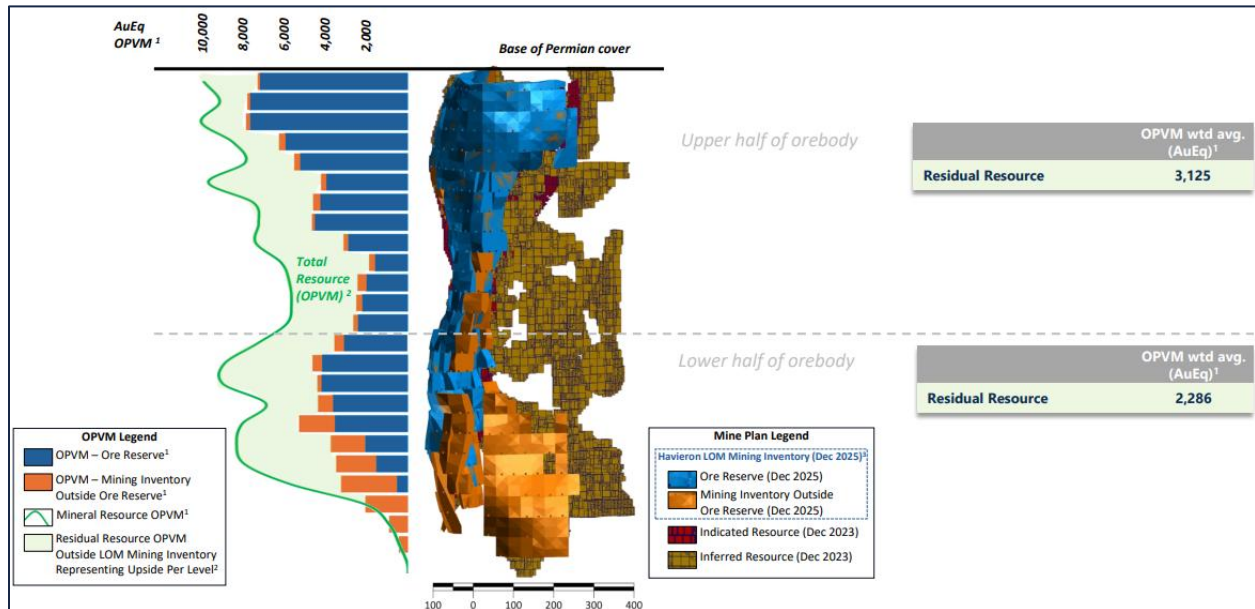 AuEq
OPVM 1
10,000
8,000
6,000
4,000
2,000
Base of Permian cover
Upper half of orebody
OPVM wtd avg.
(AuEq)1
Residual Resource 3,125
Total
Resource
(OPVM) 2
Lower half of orebody
OPVM wtd avg.
(AuEq)1
Residual Resource 2,286
OPVM Legend
OPVM – Ore Reserve1
OPVM – Mining Inventory
Outside Ore Reserve1
Mineral Resource OPVM1
Residual Resource OPVM
Outside LOM Mining Inventory
Representing Upside Per Level2
Mine Plan Legend
Havieron LOM Mining Inventory (Dec 2025)3
Ore Reserve (Dec 2025)
Mining Inventory Outside
Ore Reserve (Dec 2025)
Indicated Resource (Dec 2023)
Inferred Resource (Dec 2023)
100 0 100 200 300 400